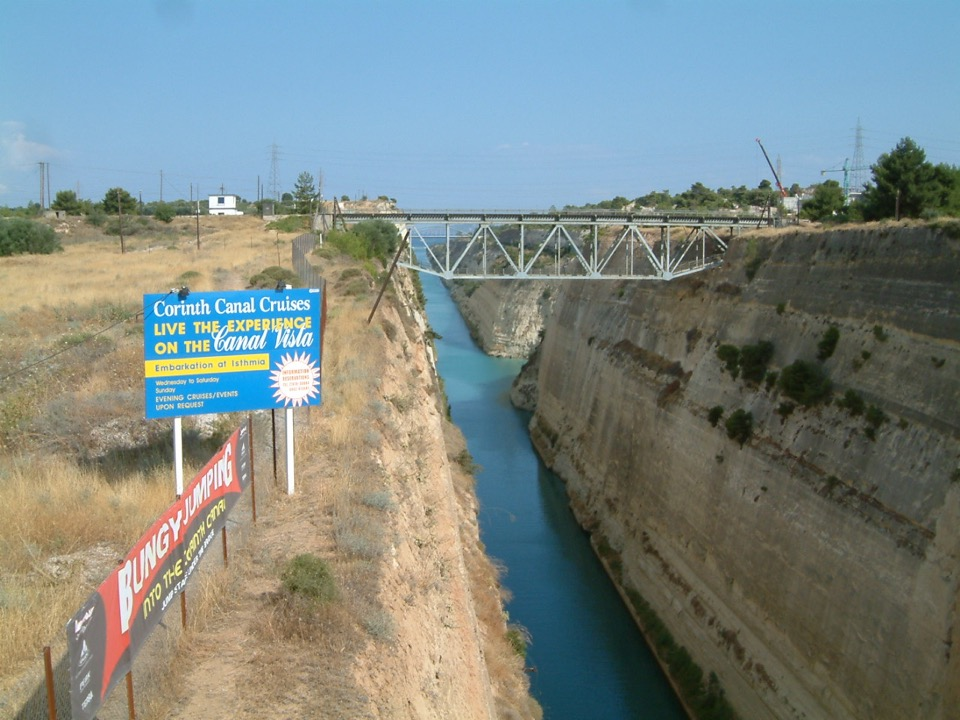 Corinth Canal Cruises
LIVE THE EXPERIENCE
ON THE Canal Vista
Embarkation at Isthmia
Wednesday to Saturday
Sunday
EVENING CRUISES/EVENTS
UPON REQUEST
INFORMATION
BUNGY JUMPING
INTO THE CANAL